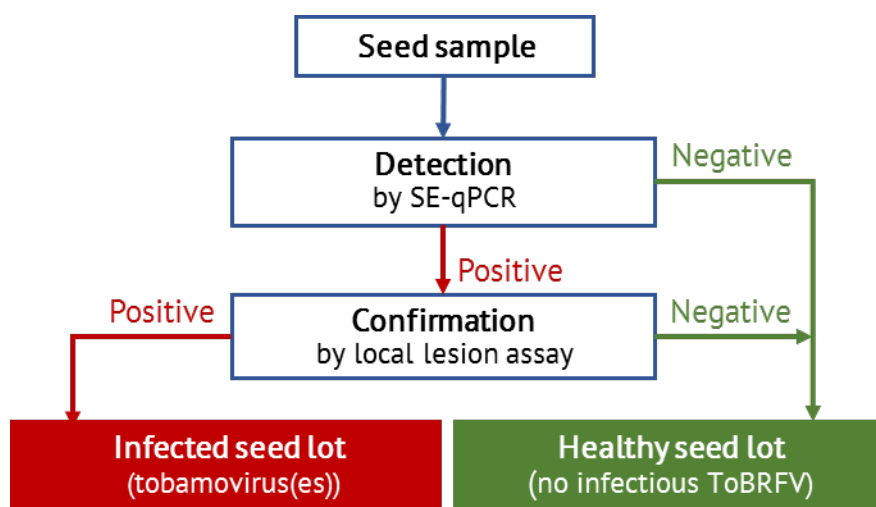 Seed sample
Detection
by SE-qPCR
Negative
Positive
Positive
Confirmation
by local lesion assay
Negative
Infected seed lot
(tobamovirus(es))
Healthy seed lot
(no infectious ToBRFV)